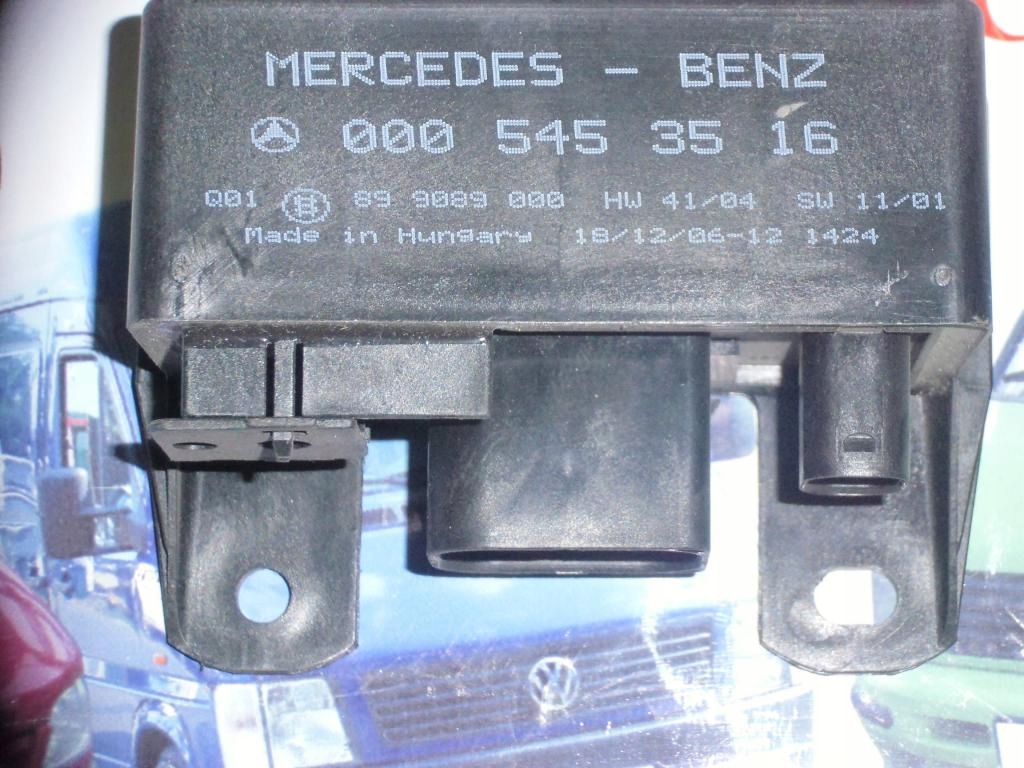 MERCEDES - BENZ
000 545 35 16
Q01 89 9089 000 HW 41/04 SW 11/01
Made in Hungary 18/12/06-12 1424